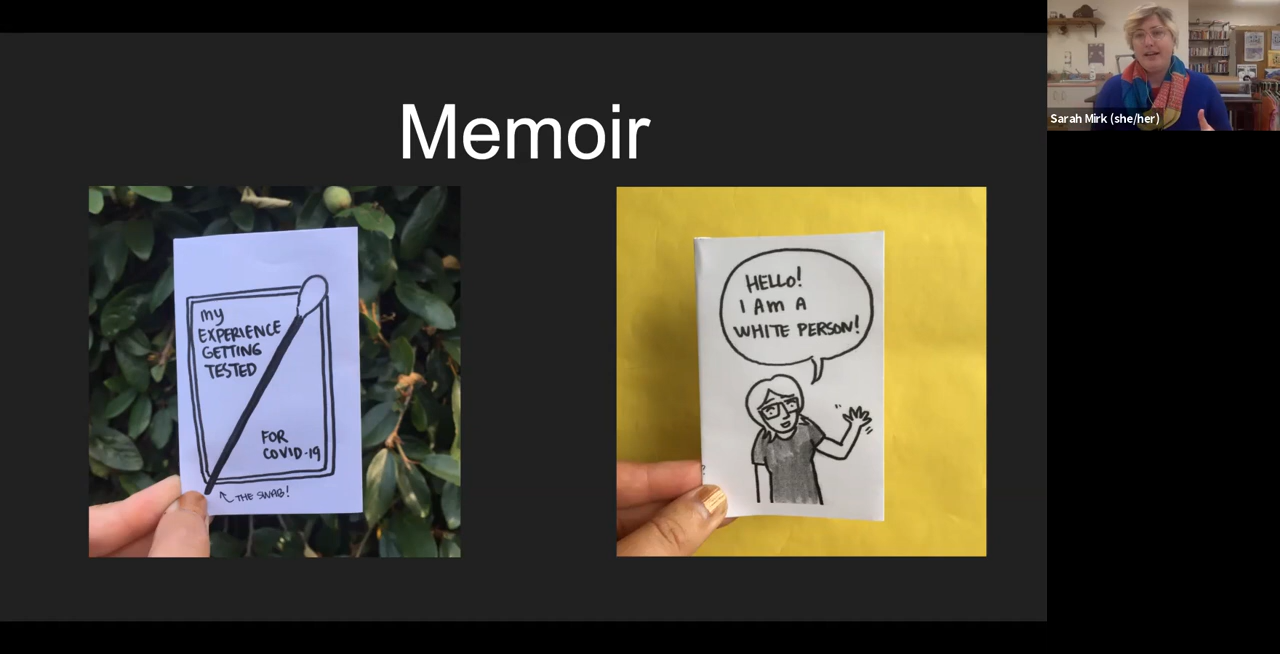 Memoir
my
EXPERIENCE
GETTING
TESTED
FOR
COVID-19
THE SWAB!
HELLO!
I AM A
WHITE PERSON!
?
Sarah Mirk (she/her)